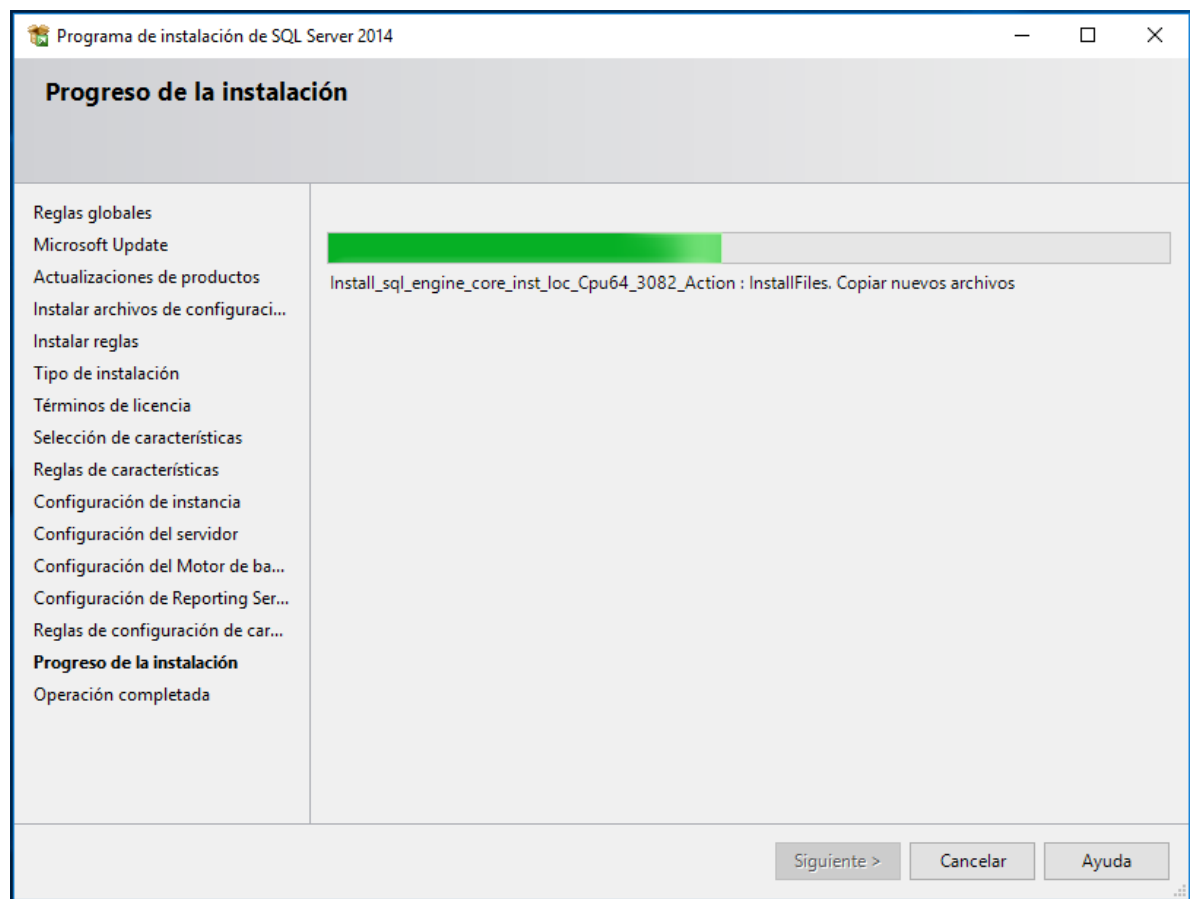 Programa de instalación de SQL Server 2014
Progreso de la instalación
Reglas globales
Microsoft Update
Actualizaciones de productos
Instalar archivos de configuraci...
Instalar reglas
Tipo de instalación
Términos de licencia
Selección de características
Reglas de características
Configuración de instancia
Configuración del servidor
Configuración del Motor de ba...
Configuración de Reporting Ser...
Reglas de configuración de car...
Progreso de la instalación
Operación completada
Install_sql_engine_core_inst_loc_Cpu64_3082_Action : InstallFiles. Copiar nuevos archivos
Siguiente >
Cancelar
Ayuda